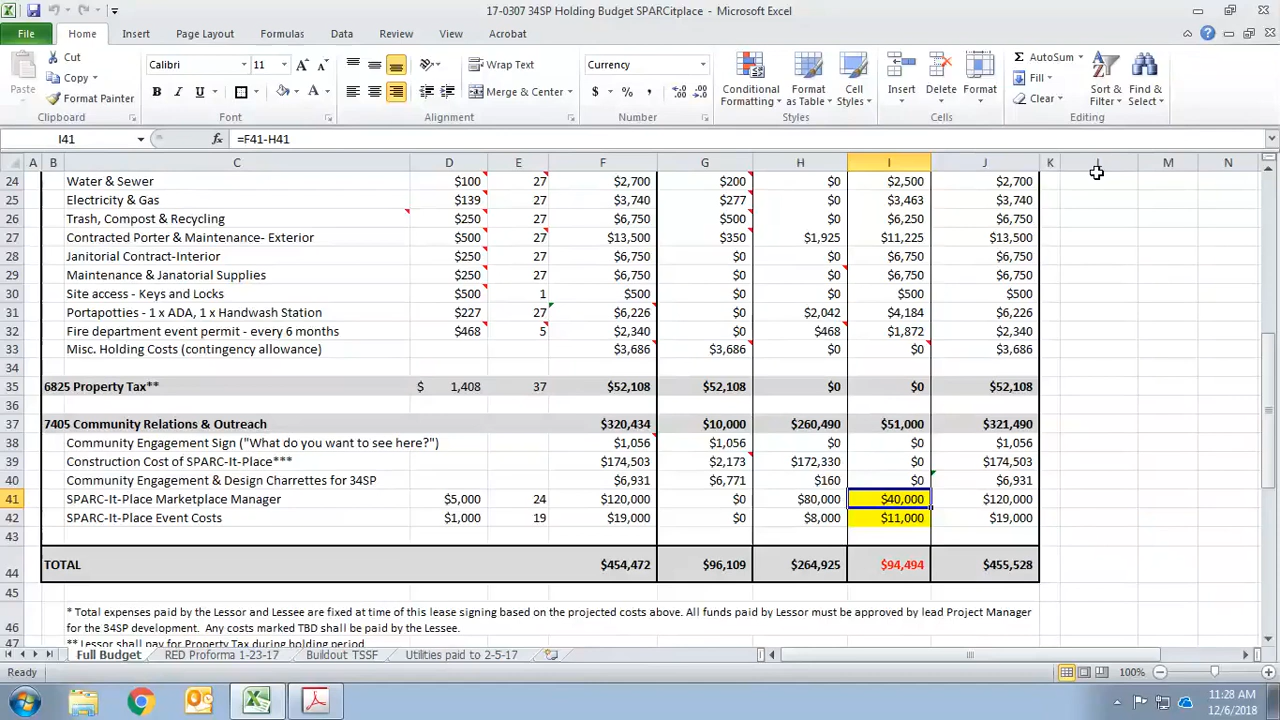 17-0307 34SP Holding Budget SPARCitplace - Microsoft Excel
File Home Insert Page Layout Formulas Data Review View Acrobat
Paste Cut Copy Format Painter Clipboard
Calibri 11 B I U A Font
Wrap Text Merge & Center Alignment
Currency $ % , Number
Conditional Formatting Format as Table Cell Styles Styles
Insert Delete Format Cells
AutoSum Fill Clear Sort & Filter Find & Select Editing
I41 fx =F41-H41
A B C D E F G H I J K L M N
24 Water & Sewer $100 27 $2,700 $200 $0 $2,500 $2,700
25 Electricity & Gas $139 27 $3,740 $277 $0 $3,463 $3,740
26 Trash, Compost & Recycling $250 27 $6,750 $500 $0 $6,250 $6,750
27 Contracted Porter & Maintenance- Exterior $500 27 $13,500 $350 $1,925 $11,225 $13,500
28 Janitorial Contract-Interior $250 27 $6,750 $0 $0 $6,750 $6,750
29 Maintenance & Janatorial Supplies $250 27 $6,750 $0 $0 $6,750 $6,750
30 Site access - Keys and Locks $500 1 $500 $0 $0 $500 $500
31 Portapotties - 1 x ADA, 1 x Handwash Station $227 27 $6,226 $0 $2,042 $4,184 $6,226
32 Fire department event permit - every 6 months $468 5 $2,340 $0 $468 $1,872 $2,340
33 Misc. Holding Costs (contingency allowance) $3,686 $3,686 $0 $0 $3,686
34
35 6825 Property Tax** $ 1,408 37 $52,108 $52,108 $0 $0 $52,108
36
37 7405 Community Relations & Outreach $320,434 $10,000 $260,490 $51,000 $321,490
38 Community Engagement Sign ("What do you want to see here?") $1,056 $1,056 $0 $0 $1,056
39 Construction Cost of SPARC-It-Place*** $174,503 $2,173 $172,330 $0 $174,503
40 Community Engagement & Design Charrettes for 34SP $6,931 $6,771 $160 $0 $6,931
41 SPARC-It-Place Marketplace Manager $5,000 24 $120,000 $0 $80,000 $40,000 $120,000
42 SPARC-It-Place Event Costs $1,000 19 $19,000 $0 $8,000 $11,000 $19,000
43
44 TOTAL $454,472 $96,109 $264,925 $94,494 $455,528
45
46 * Total expenses paid by the Lessor and Lessee are fixed at time of this lease signing based on the projected costs above. All funds paid by Lessor must be approved by lead Project Manager
for the 34SP development. Any costs marked TBD shall be paid by the Lessee.
47 ** Lessor shall pay for Property Tax during holding period
Full Budget RED Proforma 1-23-17 Buildout TSSF Utilities paid to 2-5-17
Ready 100%
11:28 AM
12/6/2018